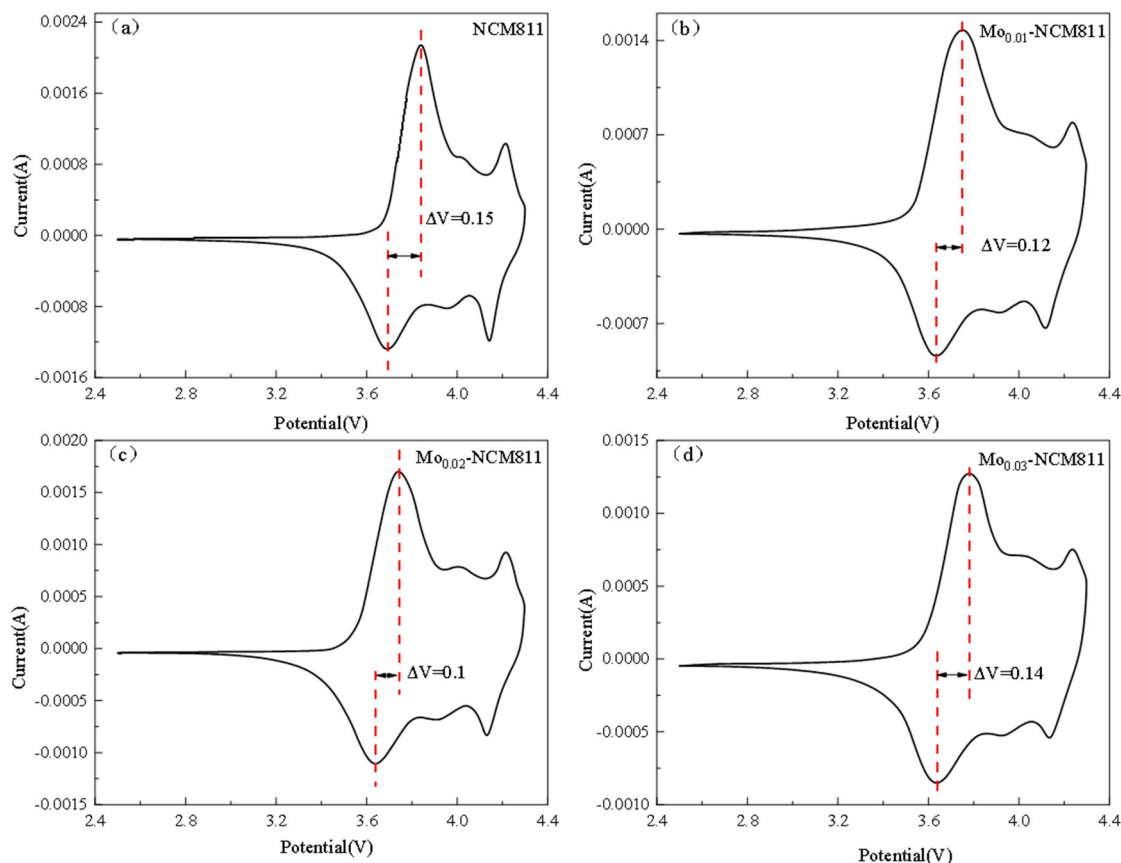 (a)
NCM811
0.0024
0.0016
0.0008
0.0000
-0.0008
-0.0016
Current(A)
ΔV=0.15
2.4 2.8 3.2 3.6 4.0 4.4
Potential(V)
(b)
Mo0.01-NCM811
0.0014
0.0007
0.0000
-0.0007
Current(A)
ΔV=0.12
2.4 2.8 3.2 3.6 4.0 4.4
Potential(V)
(c)
Mo0.02-NCM811
0.0020
0.0015
0.0010
0.0005
0.0000
-0.0005
-0.0010
-0.0015
Current(A)
ΔV=0.1
2.4 2.8 3.2 3.6 4.0 4.4
Potential(V)
(d)
Mo0.03-NCM811
0.0015
0.0010
0.0005
0.0000
-0.0005
-0.0010
Current(A)
ΔV=0.14
2.4 2.8 3.2 3.6 4.0 4.4
Potential(V)